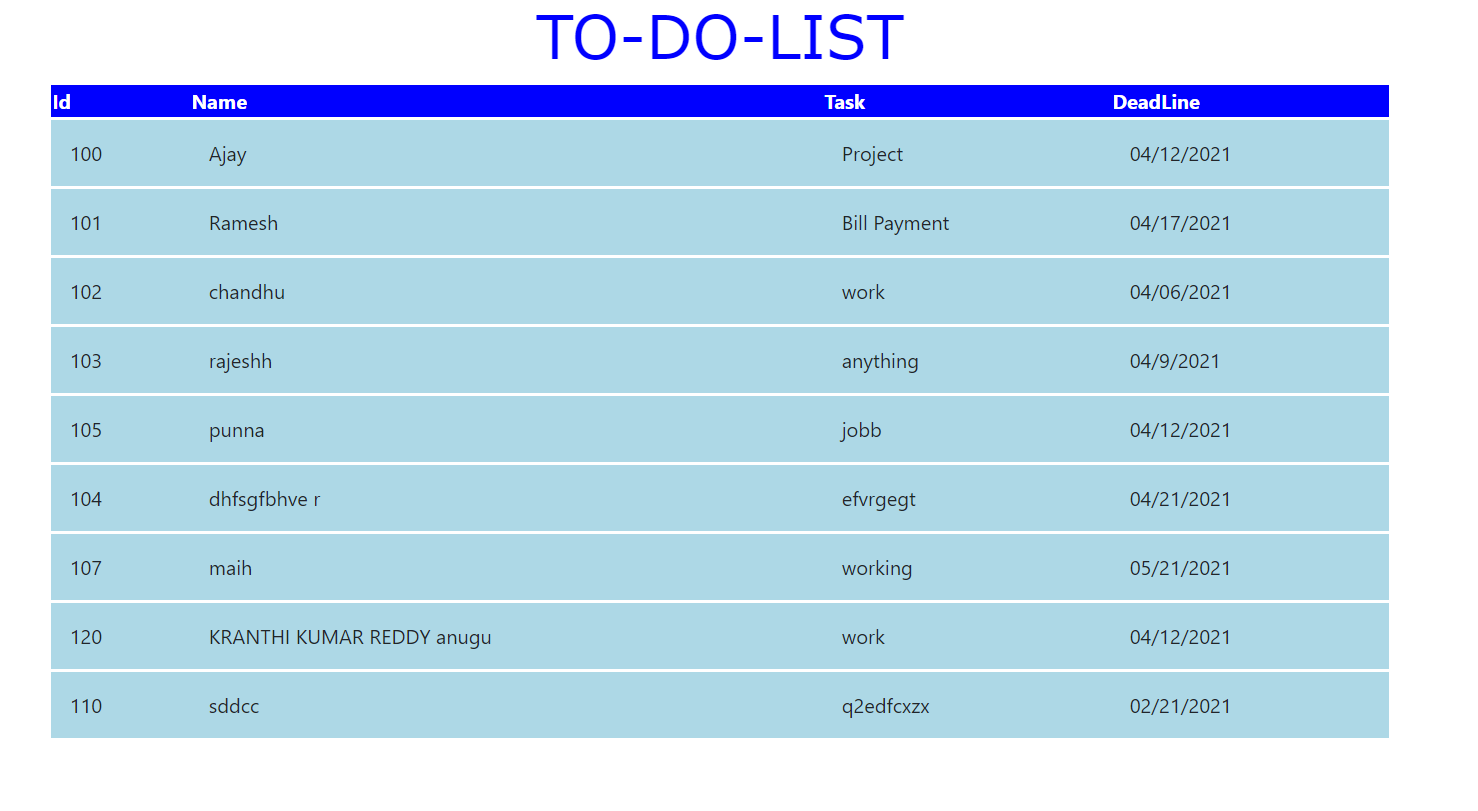 TO-DO-LIST
Id Name Task DeadLine
100 Ajay Project 04/12/2021
101 Ramesh Bill Payment 04/17/2021
102 chandhu work 04/06/2021
103 rajeshh anything 04/9/2021
105 punna jobb 04/12/2021
104 dhfsgfbhve r efvrgegt 04/21/2021
107 maih working 05/21/2021
120 KRANTHI KUMAR REDDY anugu work 04/12/2021
110 sddcc q2edfcxzx 02/21/2021